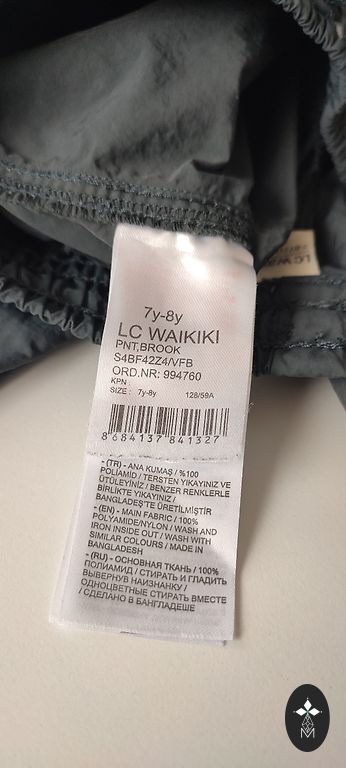 7y-8y
LC WAIKIKI
PNT,BROOK
S4BF42Z4/VFB
ORD.NR: 994760
KPN :
SIZE : 7y-8y 128/59A
8 684137 841327
- (TR) - ANA KUMAŞ / %100
POLİAMİD / TERSTEN YIKAYINIZ VE
ÜTÜLEYİNİZ / BENZER RENKLERLE
BİRLİKTE YIKAYINIZ /
BANGLADEŞ'TE ÜRETİLMİŞTİR
- (EN) - MAIN FABRIC / 100%
POLYAMIDE/NYLON / WASH AND
IRON INSIDE OUT / WASH WITH
SIMILAR COLOURS / MADE IN
BANGLADESH
- (RU) - ОСНОВНАЯ ТКАНЬ / 100%
ПОЛИАМИД / СТИРАТЬ И ГЛАДИТЬ
ВЫВЕРНУВ НАИЗНАНКУ /
ОДНОЦВЕТНЫЕ СТИРАТЬ ВМЕСТЕ
/ СДЕЛАНО В БАНГЛАДЕШЕ
LC WA
M